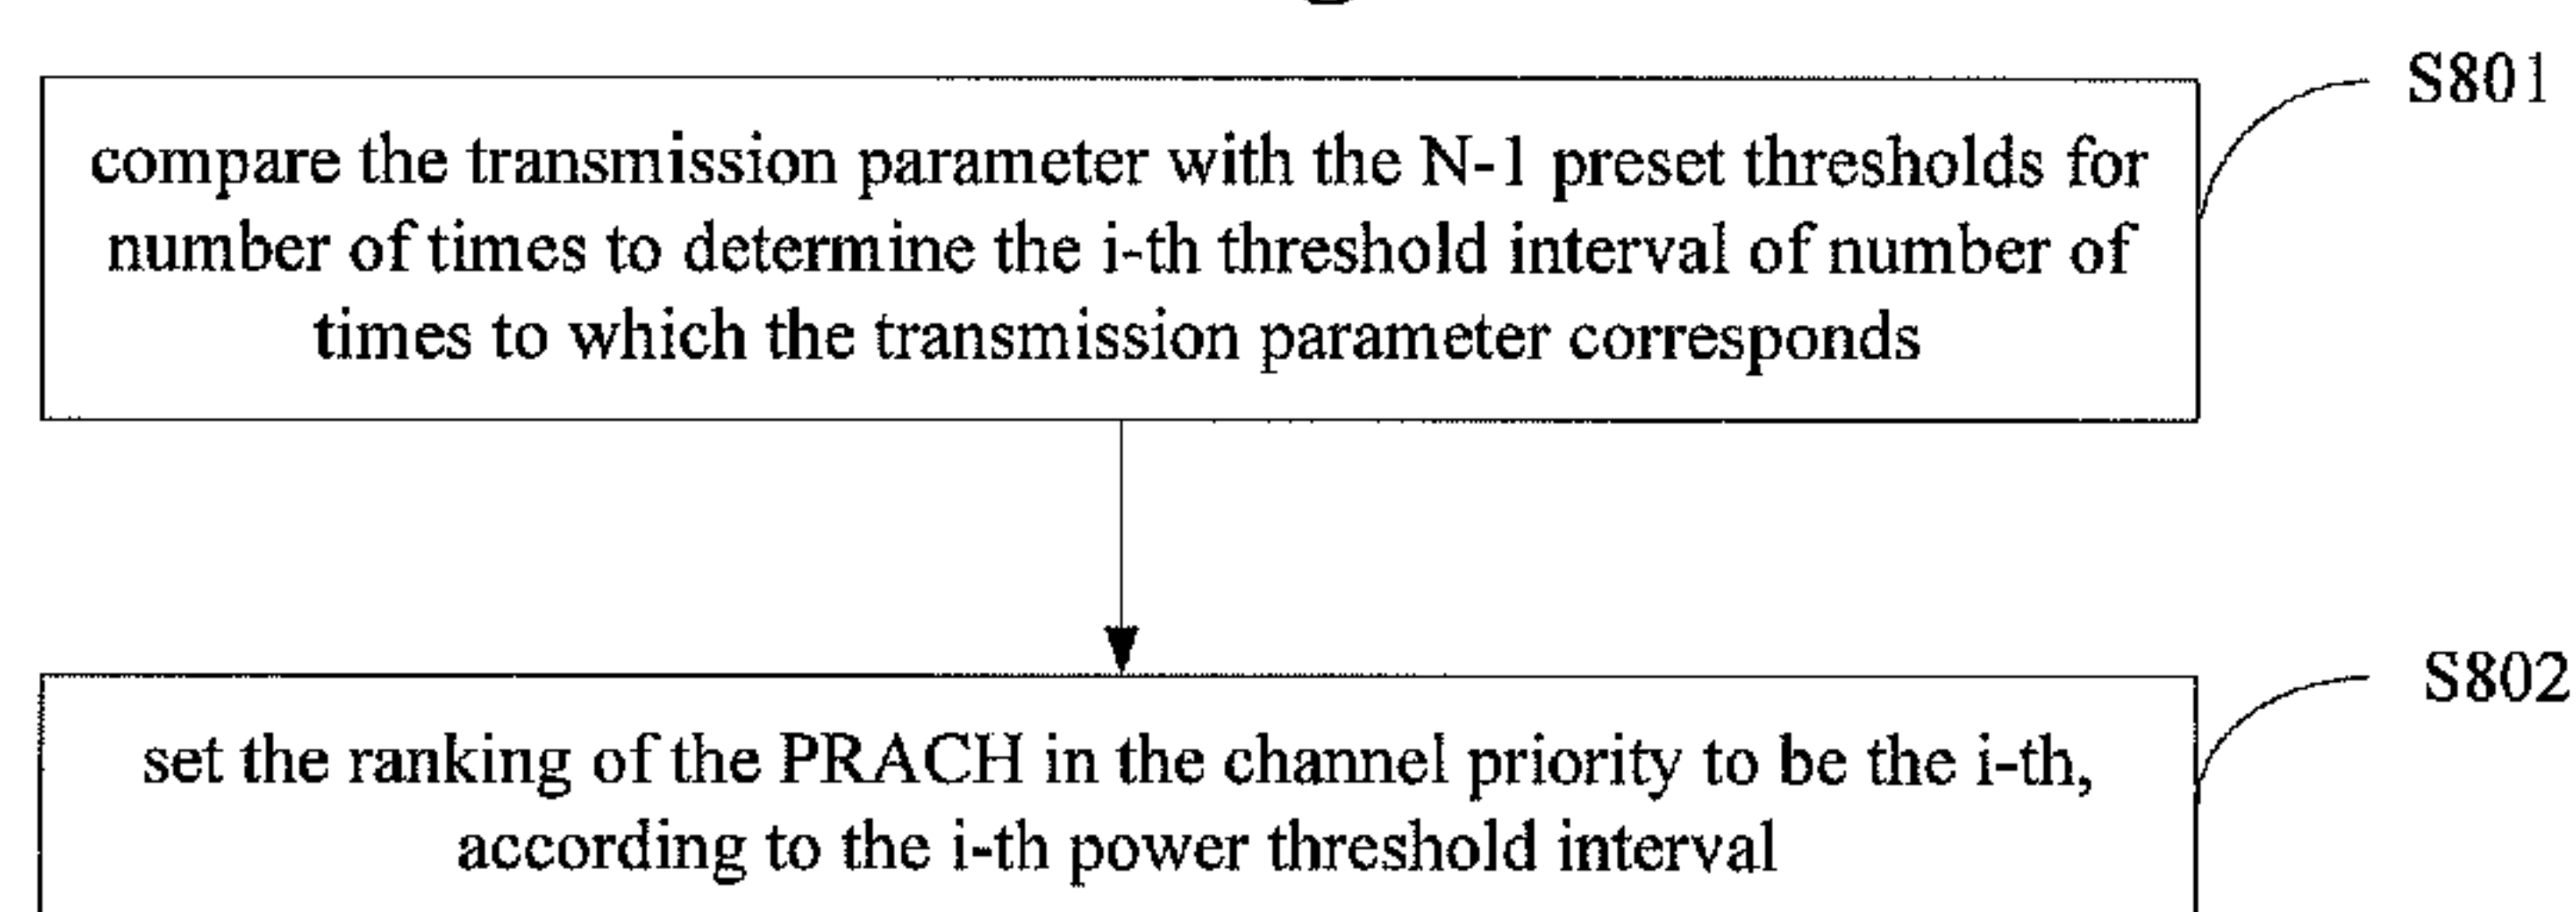 S801
compare the transmission parameter with the N-1 preset thresholds for
number of times to determine the i-th threshold interval of number of
times to which the transmission parameter corresponds
S802
set the ranking of the PRACH in the channel priority to be the i-th,
according to the i-th power threshold interval